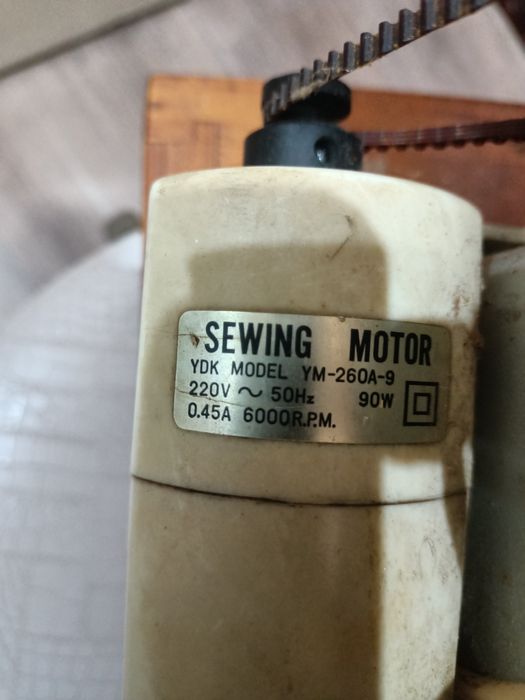 SEWING MOTOR
YDK MODEL YM-260A-9
220V ~ 50Hz 90W
0.45A 6000R.P.M.